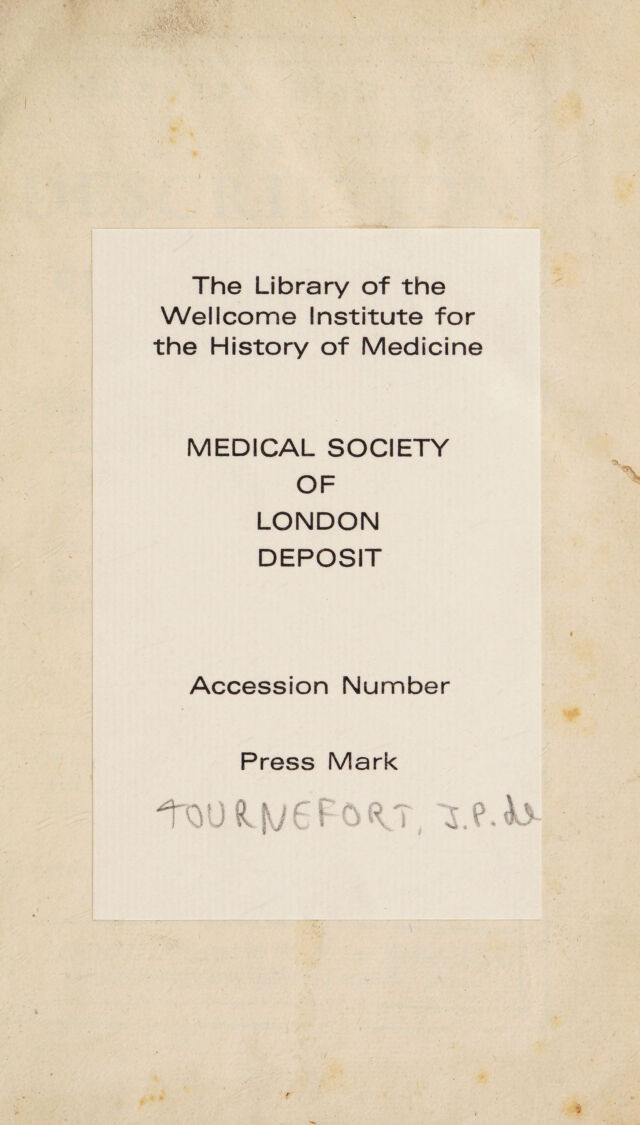 The Library of the
Wellcome Institute for
the History of Medicine
MEDICAL SOCIETY
OF
LONDON
DEPOSIT
Accession Number
Press Mark
TOURNEFORT, J.P. de